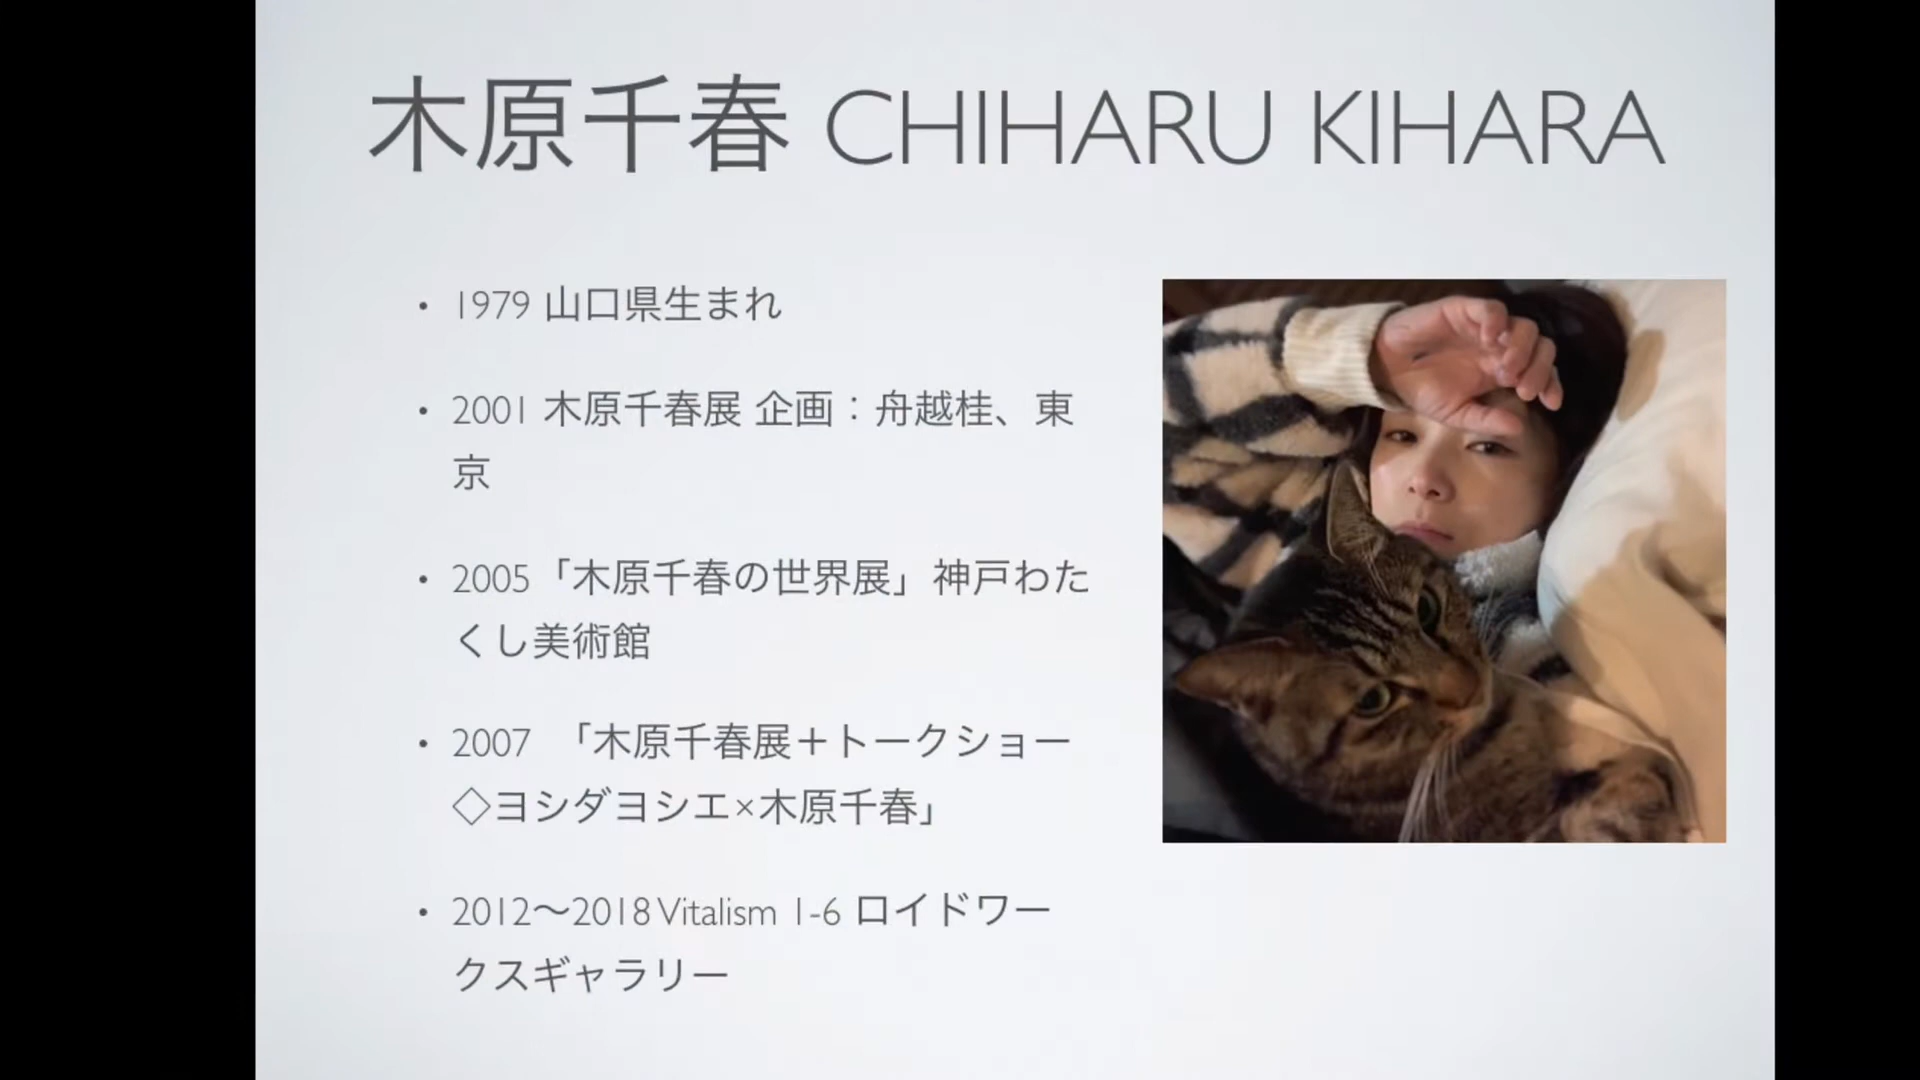 木原千春 CHIHARU KIHARA
• 1979 山口県生まれ
• 2001 木原千春展 企画：舟越桂、東
京
• 2005「木原千春の世界展」神戸わた
くし美術館
• 2007 「木原千春展＋トークショー
◇ヨシダヨシエ×木原千春」
• 2012〜2018 Vitalism 1-6 ロイドワー
クスギャラリー